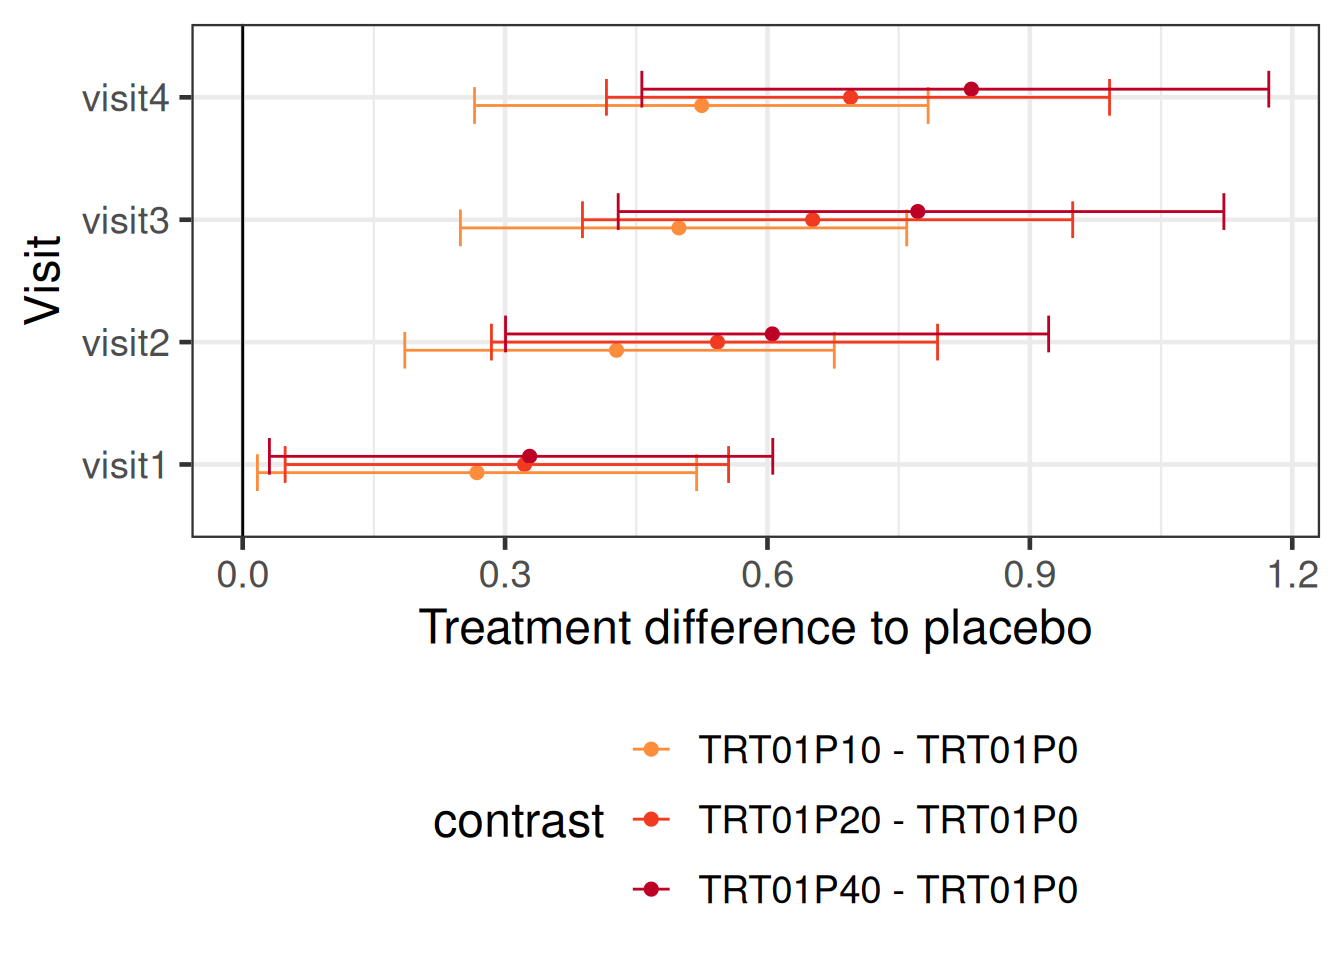 visit4
visit3
visit2
visit1
Visit
0.0 0.3 0.6 0.9 1.2
Treatment difference to placebo
contrast
TRT01P10 - TRT01P0
TRT01P20 - TRT01P0
TRT01P40 - TRT01P0